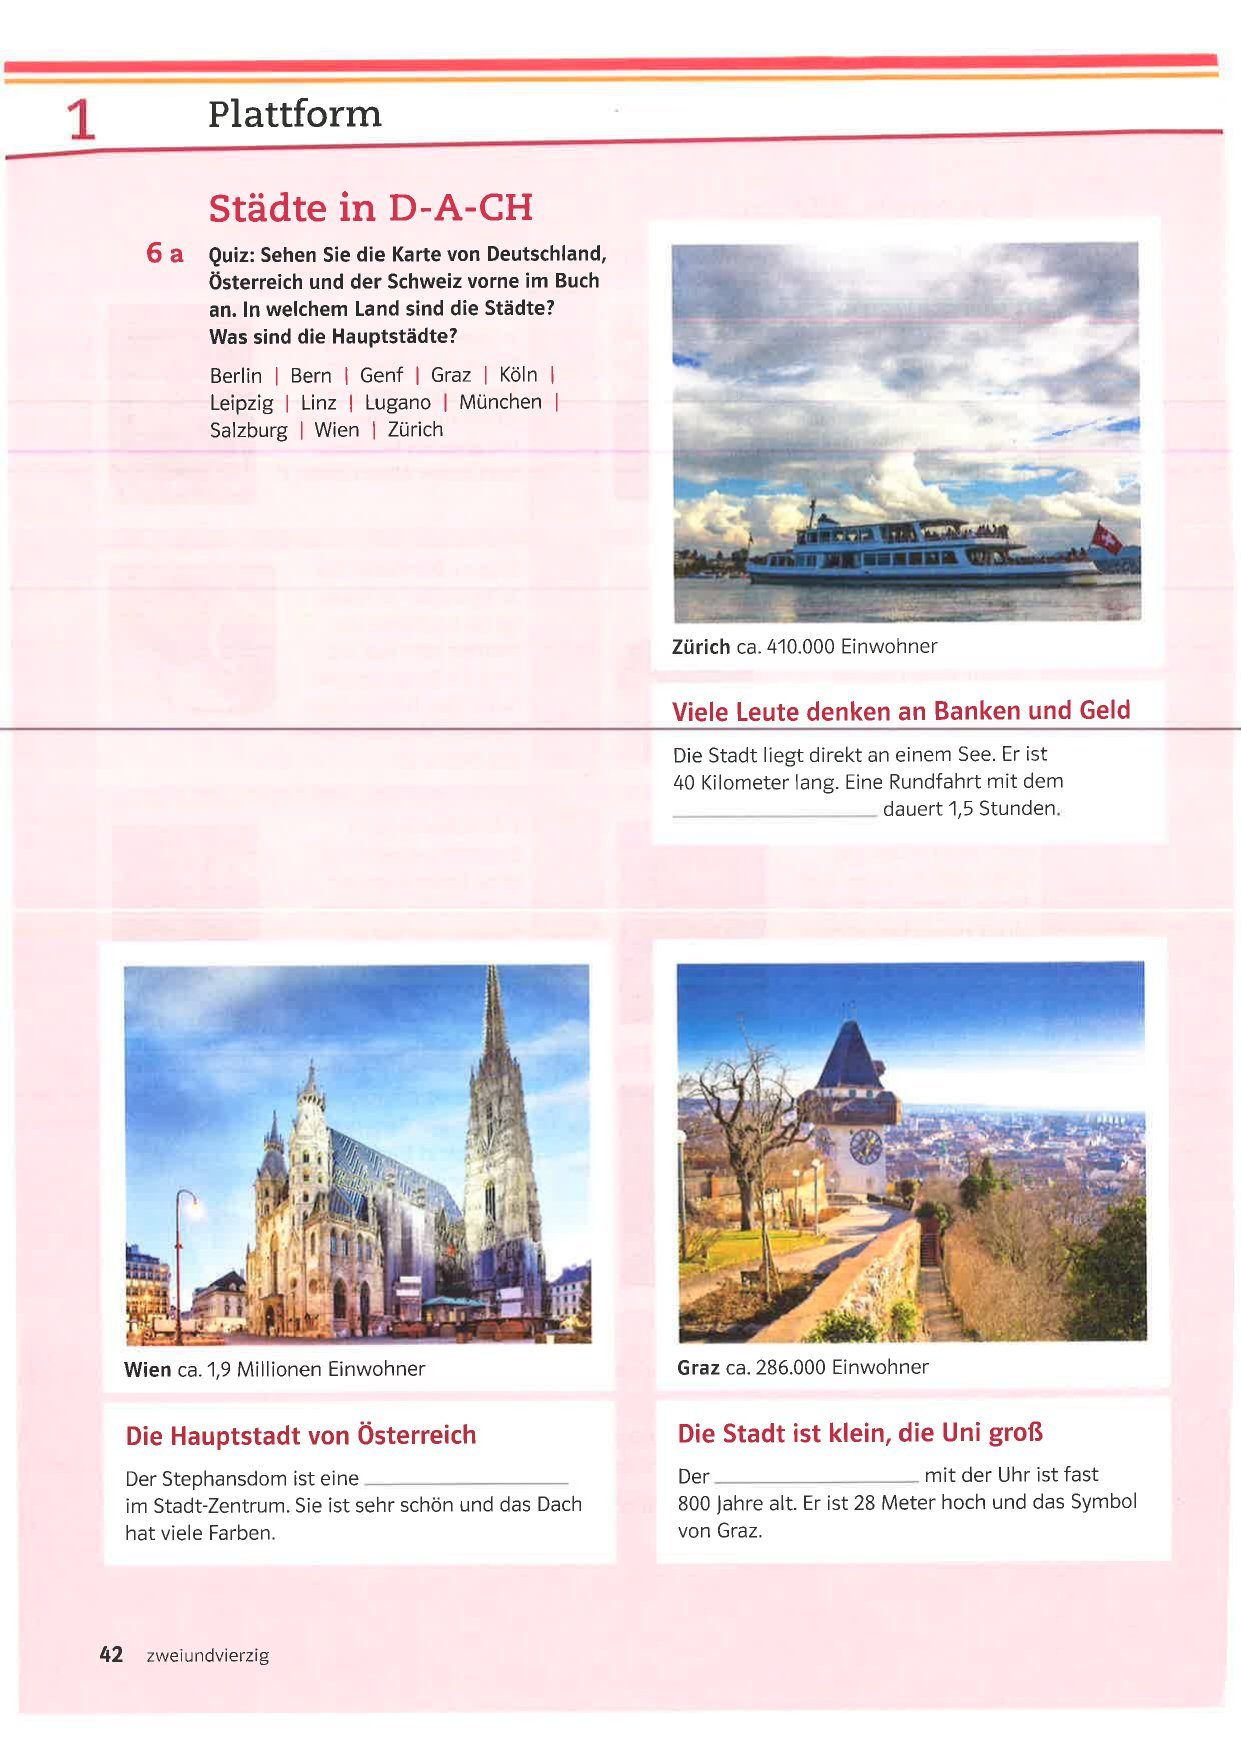 1
Plattform
Städte in D-A-CH
6 a
Quiz: Sehen Sie die Karte von Deutschland,
Österreich und der Schweiz vorne im Buch
an. In welchem Land sind die Städte?
Was sind die Hauptstädte?
Berlin | Bern | Genf | Graz | Köln |
Leipzig | Linz | Lugano | München |
Salzburg | Wien | Zürich
Zürich ca. 410.000 Einwohner
Viele Leute denken an Banken und Geld
Die Stadt liegt direkt an einem See. Er ist
40 Kilometer lang. Eine Rundfahrt mit dem
____________ dauert 1,5 Stunden.
Wien ca. 1,9 Millionen Einwohner
Die Hauptstadt von Österreich
Der Stephansdom ist eine ____________
im Stadt-Zentrum. Sie ist sehr schön und das Dach
hat viele Farben.
Graz ca. 286.000 Einwohner
Die Stadt ist klein, die Uni groß
Der ____________ mit der Uhr ist fast
800 Jahre alt. Er ist 28 Meter hoch und das Symbol
von Graz.
42 zweiundvierzig